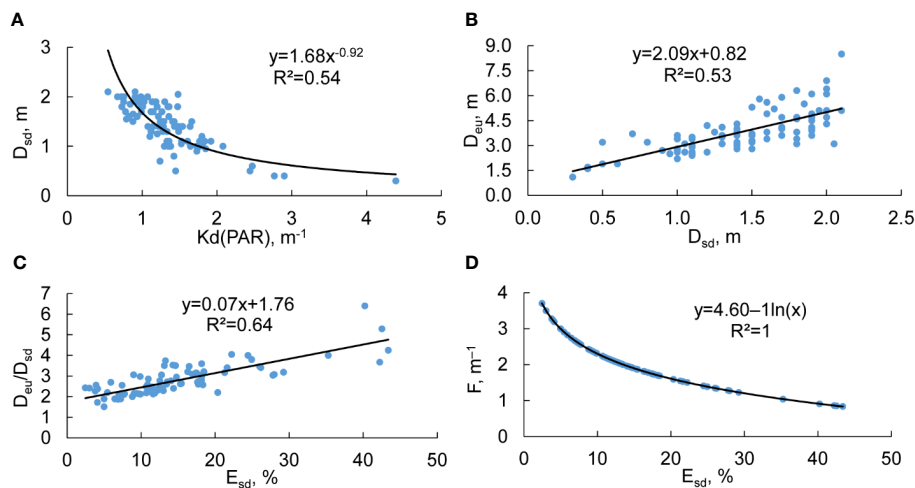 A
y=1.68x⁻⁰·⁹²
R²=0.54
3
2
1
0
D_sd, m
0 1 2 3 4 5
Kd(PAR), m⁻¹
B
y=2.09x+0.82
R²=0.53
9.0
7.5
6.0
4.5
3.0
1.5
0.0
D_eu, m
0.0 0.5 1.0 1.5 2.0 2.5
D_sd, m
C
y=0.07x+1.76
R²=0.64
7
6
5
4
3
2
1
0
D_eu/D_sd
0 10 20 30 40 50
E_sd, %
D
y=4.60–1ln(x)
R²=1
4
3
2
1
0
F, m⁻¹
0 10 20 30 40 50
E_sd, %